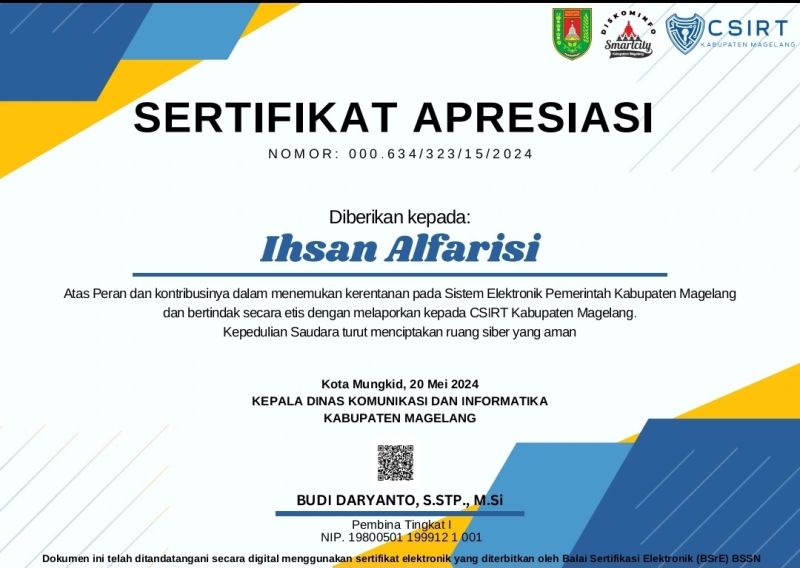 DISKOMINFO
Smartcity
CSIRT
KABUPATEN MAGELANG
SERTIFIKAT APRESIASI
NOMOR: 000.634/323/15/2024
Diberikan kepada:
Ihsan Alfarisi
Atas Peran dan kontribusinya dalam menemukan kerentanan pada Sistem Elektronik Pemerintah Kabupaten Magelang
dan bertindak secara etis dengan melaporkan kepada CSIRT Kabupaten Magelang.
Kepedulian Saudara turut menciptakan ruang siber yang aman
Kota Mungkid, 20 Mei 2024
KEPALA DINAS KOMUNIKASI DAN INFORMATIKA
KABUPATEN MAGELANG
BUDI DARYANTO, S.STP., M.Si
Pembina Tingkat I
NIP. 19800501 199912 1 001
Dokumen ini telah ditandatangani secara digital menggunakan sertifikat elektronik yang diterbitkan oleh Balai Sertifikasi Elektronik (BSrE) BSSN